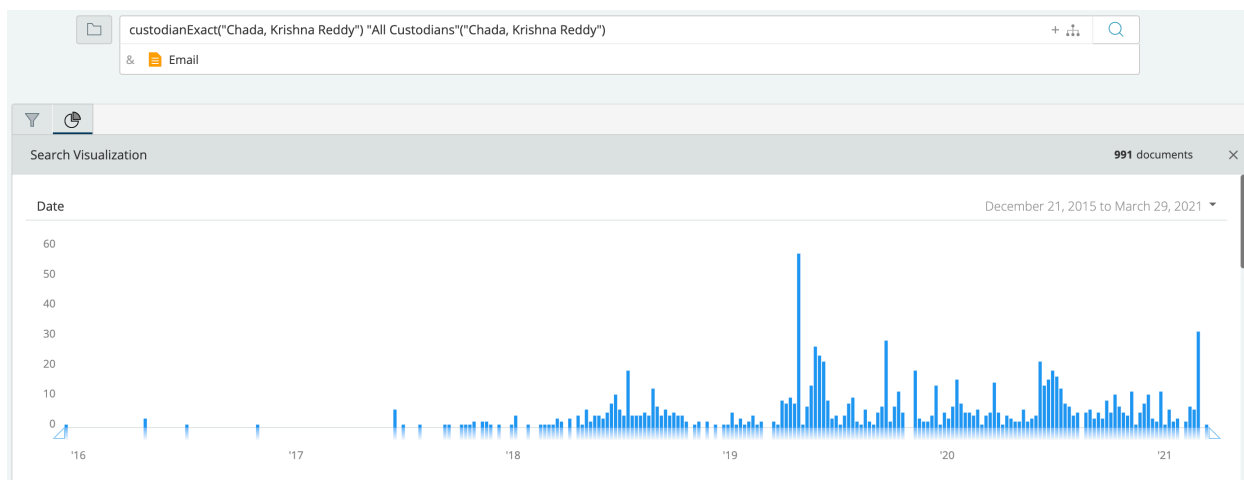 custodianExact("Chada, Krishna Reddy") "All Custodians"("Chada, Krishna Reddy")
& Email
Search Visualization 991 documents
Date December 21, 2015 to March 29, 2021
60
50
40
30
20
10
0
'16 '17 '18 '19 '20 '21